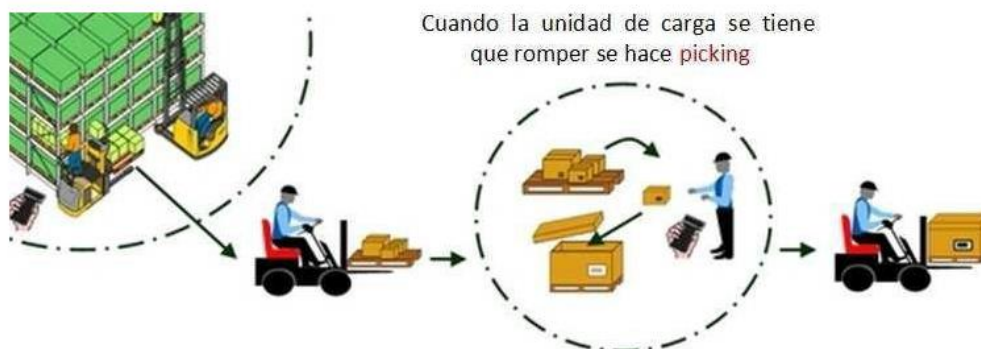 Cuando la unidad de carga se tiene
que romper se hace picking